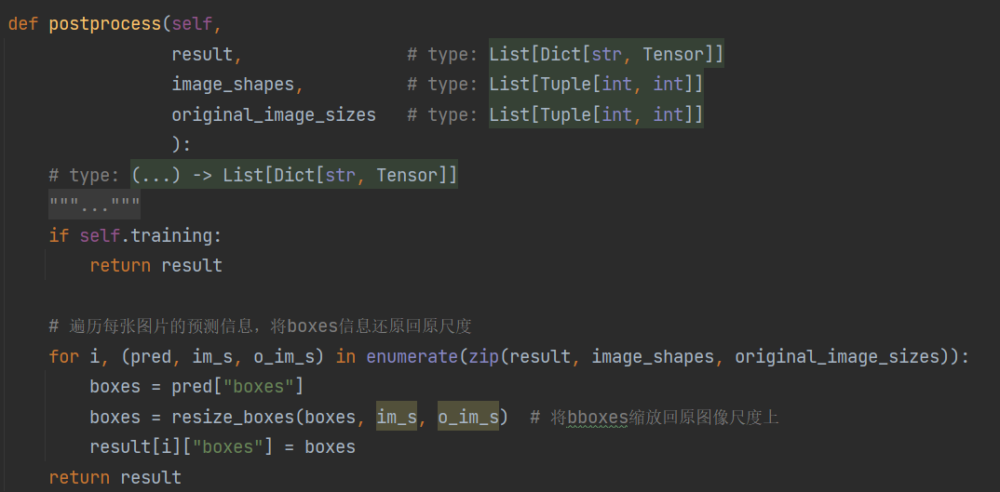 def postprocess(self,
                result,                # type: List[Dict[str, Tensor]]
                image_shapes,          # type: List[Tuple[int, int]]
                original_image_sizes   # type: List[Tuple[int, int]]
                ):
    # type: (...) -> List[Dict[str, Tensor]]
    """..."""
    if self.training:
        return result
    # 遍历每张图片的预测信息，将boxes信息还原回原尺度
    for i, (pred, im_s, o_im_s) in enumerate(zip(result, image_shapes, original_image_sizes)):
        boxes = pred["boxes"]
        boxes = resize_boxes(boxes, im_s, o_im_s)  # 将bboxes缩放回原图像尺度上
        result[i]["boxes"] = boxes
    return result